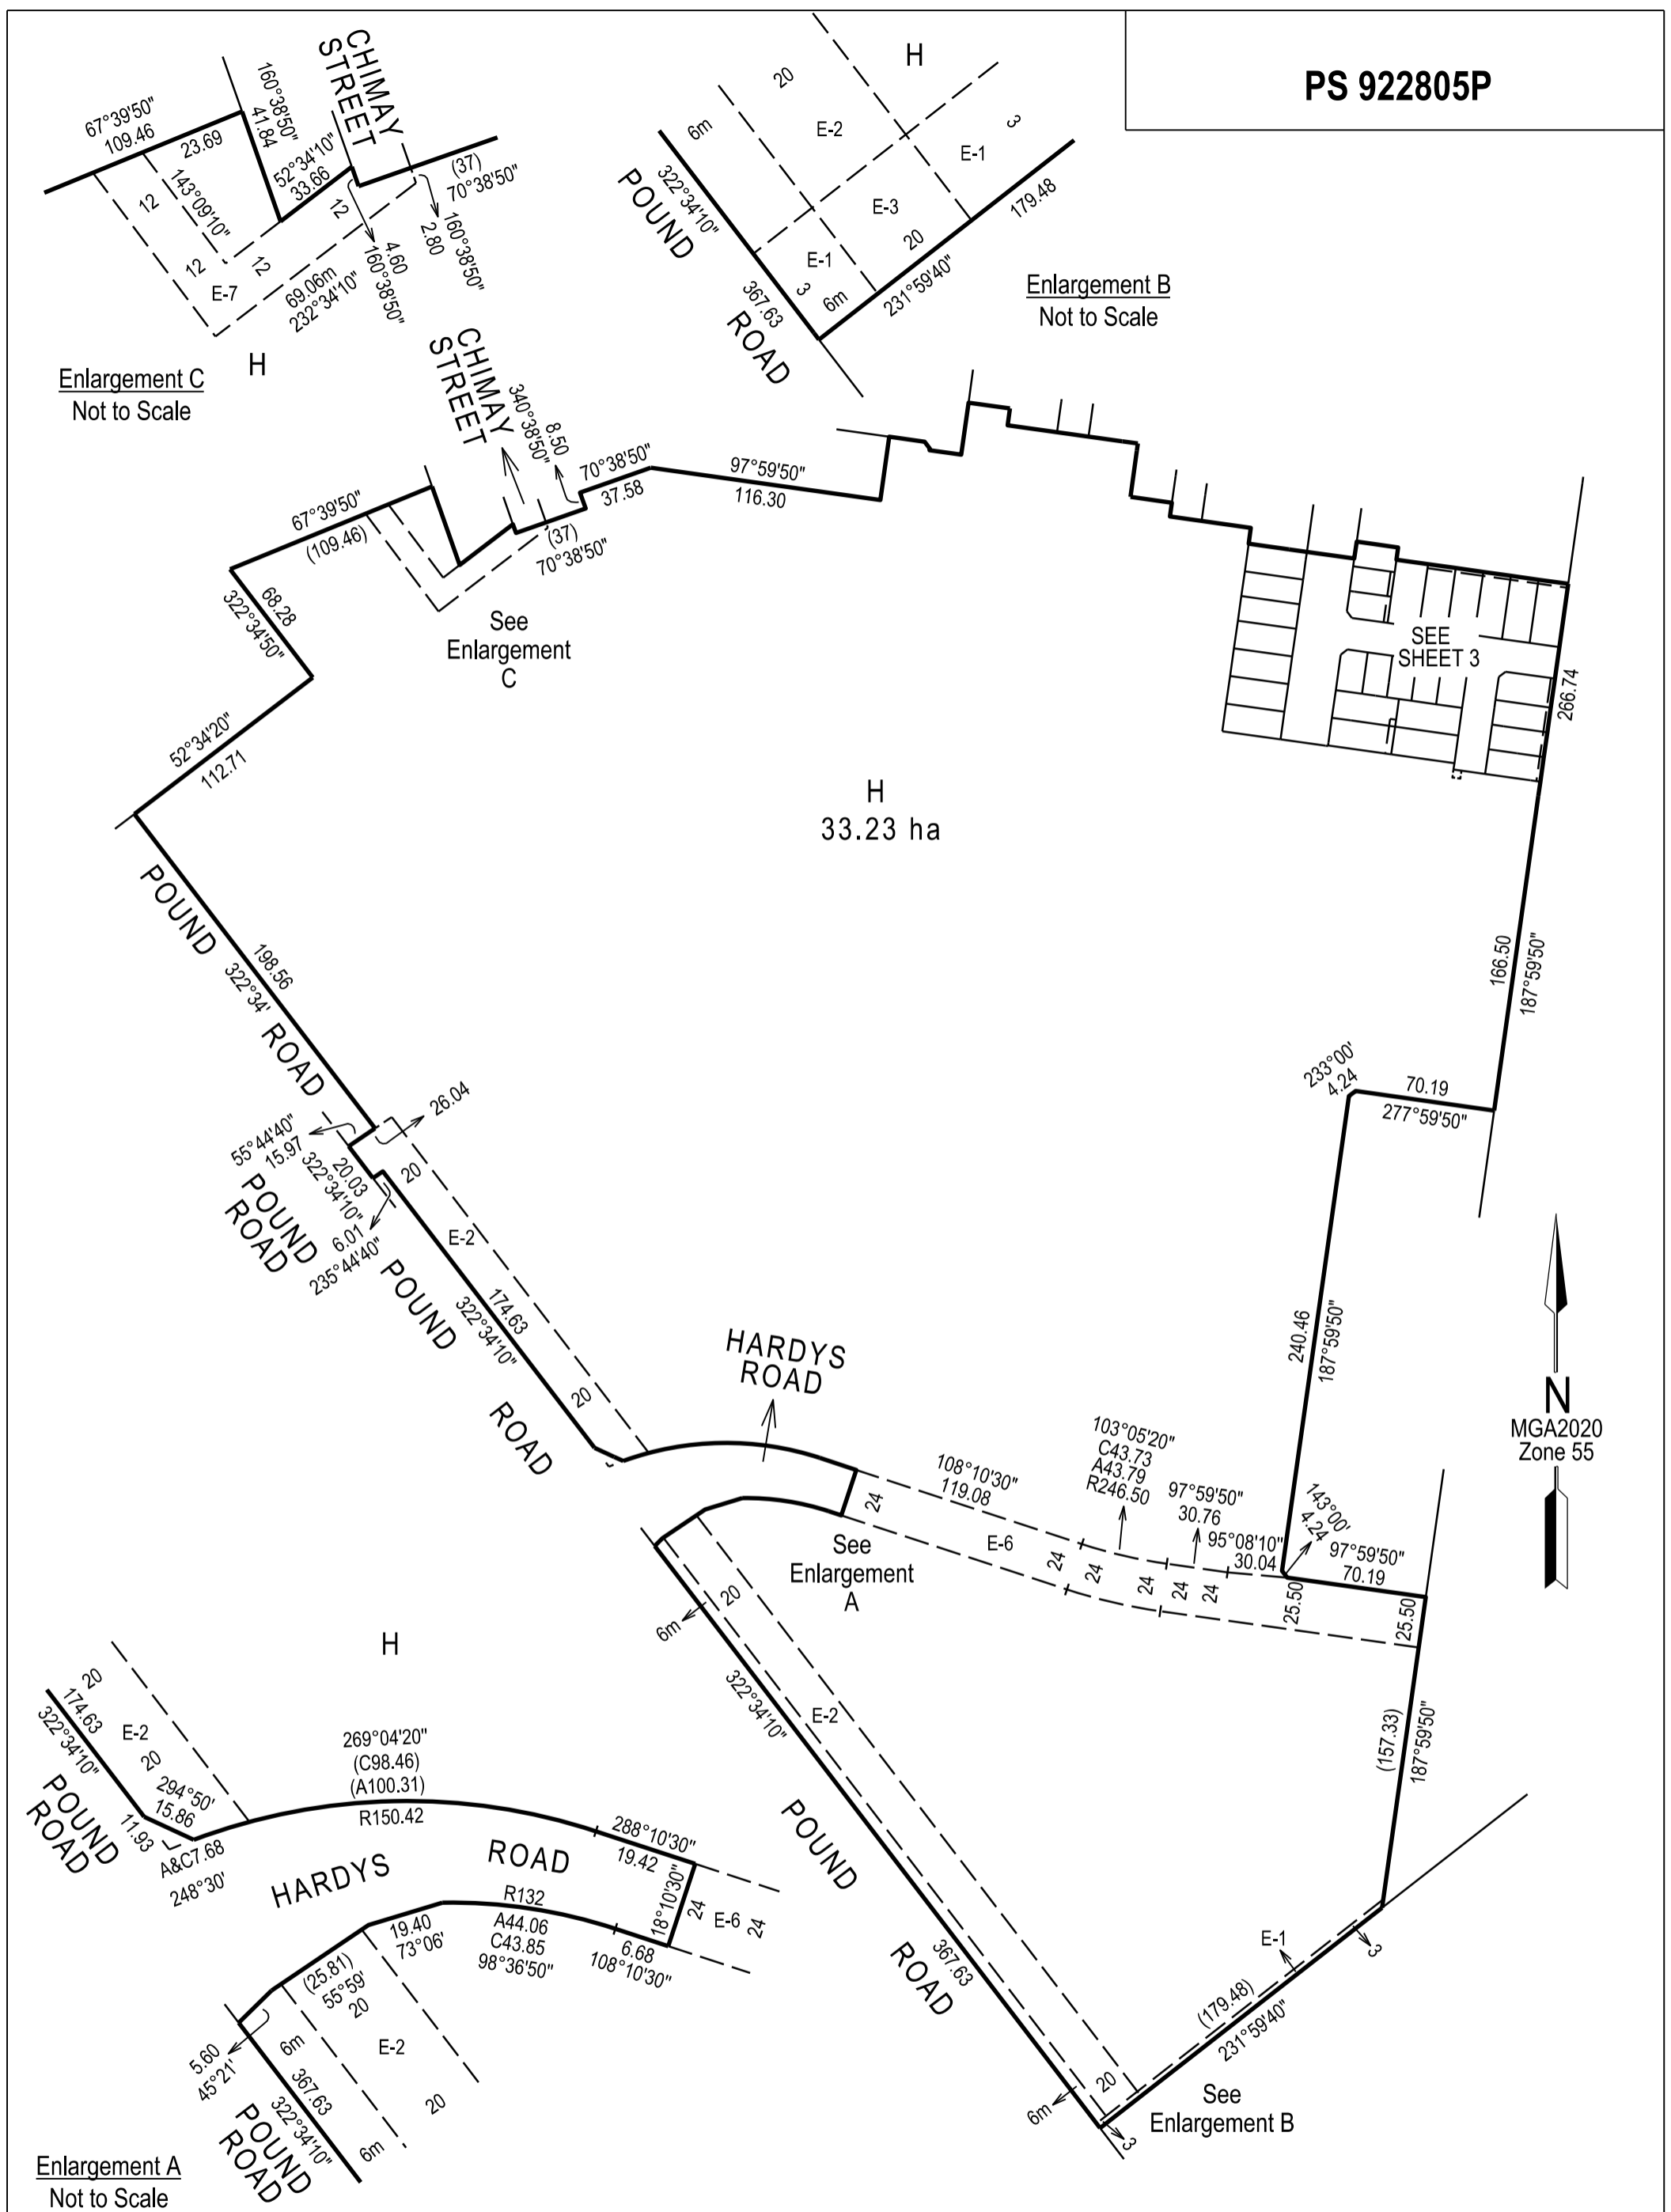 PS 922805P
CHIMAY
STREET
67°39'50"
109.46
23.69
160°38'50"
41.84
52°34'10"
33.66
(37)
70°38'50"
12
143°09'10"
12
12
12
E-7
69.06m
232°34'10"
4.60
160°38'50"
2.80
160°38'50"
H
Enlargement C
Not to Scale
H
20
6m
E-2
3
E-1
322°34'10"
POUND
E-3
179.48
20
E-1
3
6m
231°59'40"
367.63
ROAD
Enlargement B
Not to Scale
CHIMAY
STREET
340°38'50"
8.50
70°38'50"
37.58
97°59'50"
116.30
67°39'50"
(109.46)
(37)
70°38'50"
68.28
322°34'50"
See
Enlargement
C
SEE
SHEET 3
266.74
52°34'20"
112.71
H
33.23 ha
POUND
198.56
322°34'
ROAD
166.50
187°59'50"
233°00'
4.24
70.19
277°59'50"
26.04
55°44'40"
15.97
20.03
322°34'10"
20
POUND
ROAD
6.01
235°44'40"
E-2
POUND
174.63
322°34'10"
20
ROAD
HARDYS
ROAD
240.46
187°59'50"
N
MGA2020
Zone 55
103°05'20"
C43.73
A43.79
R246.50
108°10'30"
119.08
97°59'50"
30.76
95°08'10"
30.04
143°00'
4.24
97°59'50"
70.19
24
E-6
24
24
24
24
24
25.50
25.50
See
Enlargement
A
20
6m
322°34'10"
E-2
POUND
367.63
ROAD
(157.33)
187°59'50"
E-1
3
(179.48)
231°59'40"
20
6m
3
See
Enlargement B
H
20
174.63
322°34'10"
E-2
20
269°04'20"
(C98.46)
(A100.31)
R150.42
294°50'
15.86
POUND
ROAD
11.93
A&C7.68
248°30'
288°10'30"
19.42
HARDYS
ROAD
18°10'30"
24
E-6
24
R132
A44.06
C43.85
98°36'50"
19.40
73°06'
6.68
108°10'30"
(25.81)
55°59'
20
E-2
6m
5.60
45°21'
367.63
322°34'10"
20
6m
POUND
ROAD
Enlargement A
Not to Scale